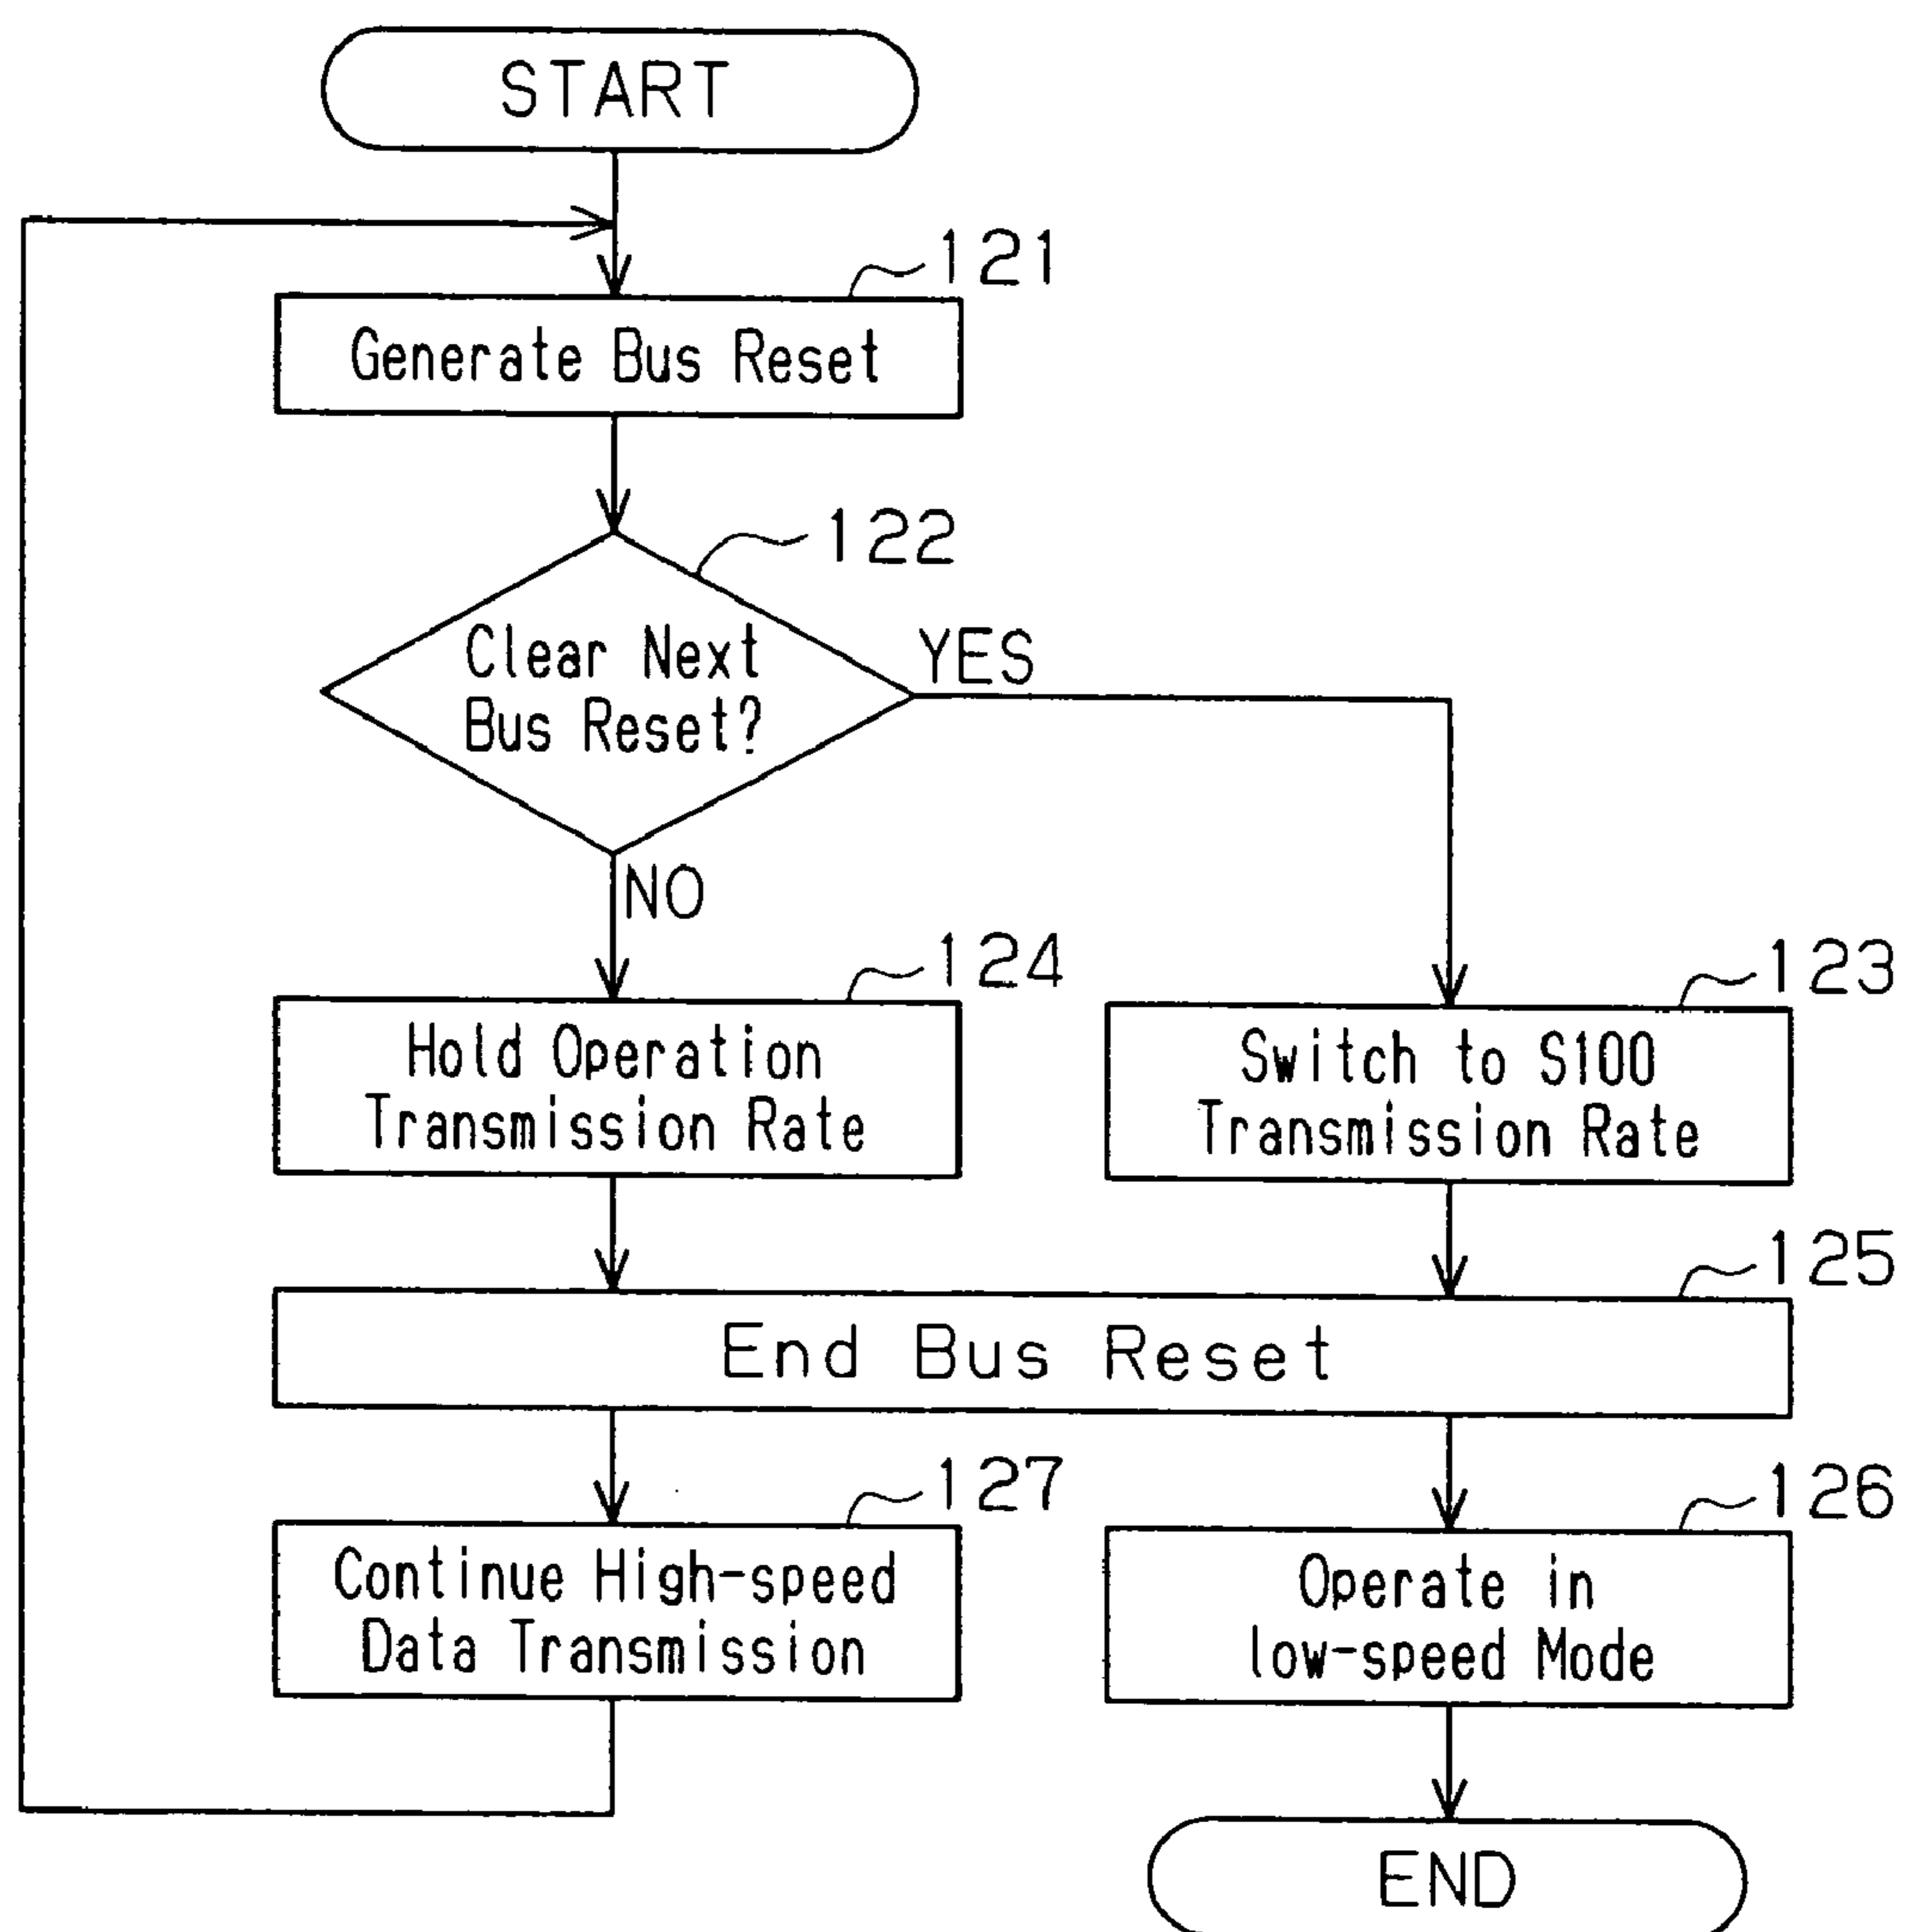 START
121
Generate Bus Reset
122
Clear Next
Bus Reset?
YES
NO
124
Hold Operation
Transmission Rate
123
Switch to S100
Transmission Rate
125
End Bus Reset
127
Continue High-speed
Data Transmission
126
Operate in
low-speed Mode
END